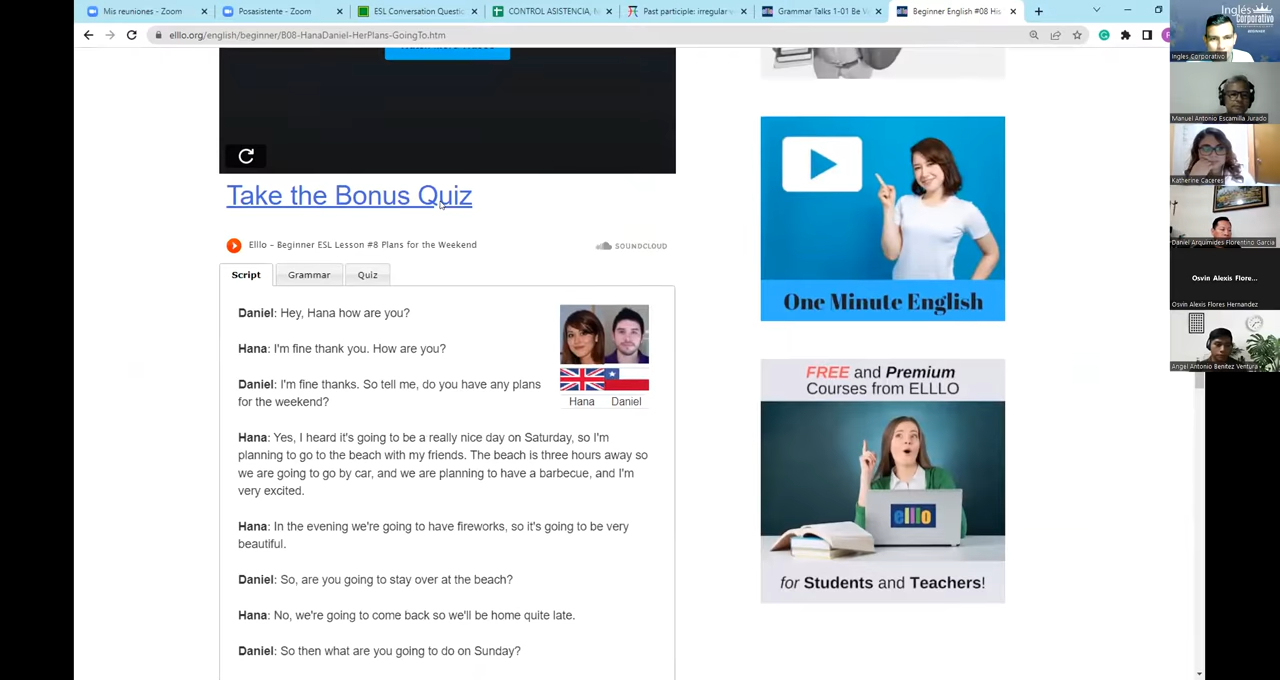 Mis reuniones - Zoom
Posasistente - Zoom
ESL Conversation Questic
CONTROL ASISTENCIA,
Past participle: irregular v
Grammar Talks 1-01 Be V
Beginner English #08 His
elllo.org/english/beginner/808-HanaDaniel-HerPlans-GoingTo.htm
Take the Bonus Quiz
Elllo – Beginner ESL Lesson #8 Plans for the Weekend
SOUNDCLOUD
Script
Grammar
Quiz
Daniel: Hey, Hana how are you?
Hana: I'm fine thank you. How are you?
Daniel: I'm fine thanks. So tell me, do you have any plans
for the weekend?
Hana
Daniel
Hana: Yes, I heard it's going to be a really nice day on Saturday, so I'm
planning to go to the beach with my friends. The beach is three hours away so
we are going to go by car, and we are planning to have a barbecue, and I'm
very excited.
Hana: In the evening we're going to have fireworks, so it's going to be very
beautiful.
Daniel: So, are you going to stay over at the beach?
Hana: No, we're going to come back so we'll be home quite late.
Daniel: So then what are you going to do on Sunday?
One Minute English
FREE and Premium
Courses from ELLLO
elllo
for Students and Teachers!
Inglés
Corporativo
Ingles Corporativo
Manuel Antonio Escamilla Jurado
Katherine Caceres
Daniel Arquimides Florentino Garcia
Osvin Alexis Flore...
Osvin Alexis Flores Hernandez
Angel Antonio Benitez Ventura